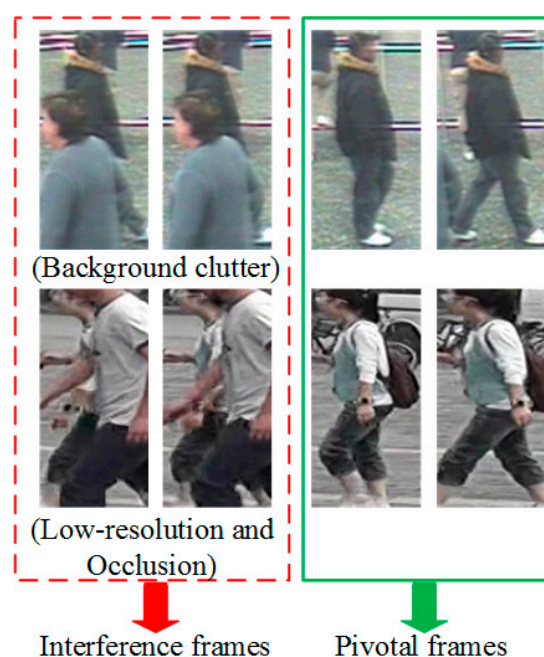 (Background clutter)
(Low-resolution and
Occlusion)
Interference frames
Pivotal frames